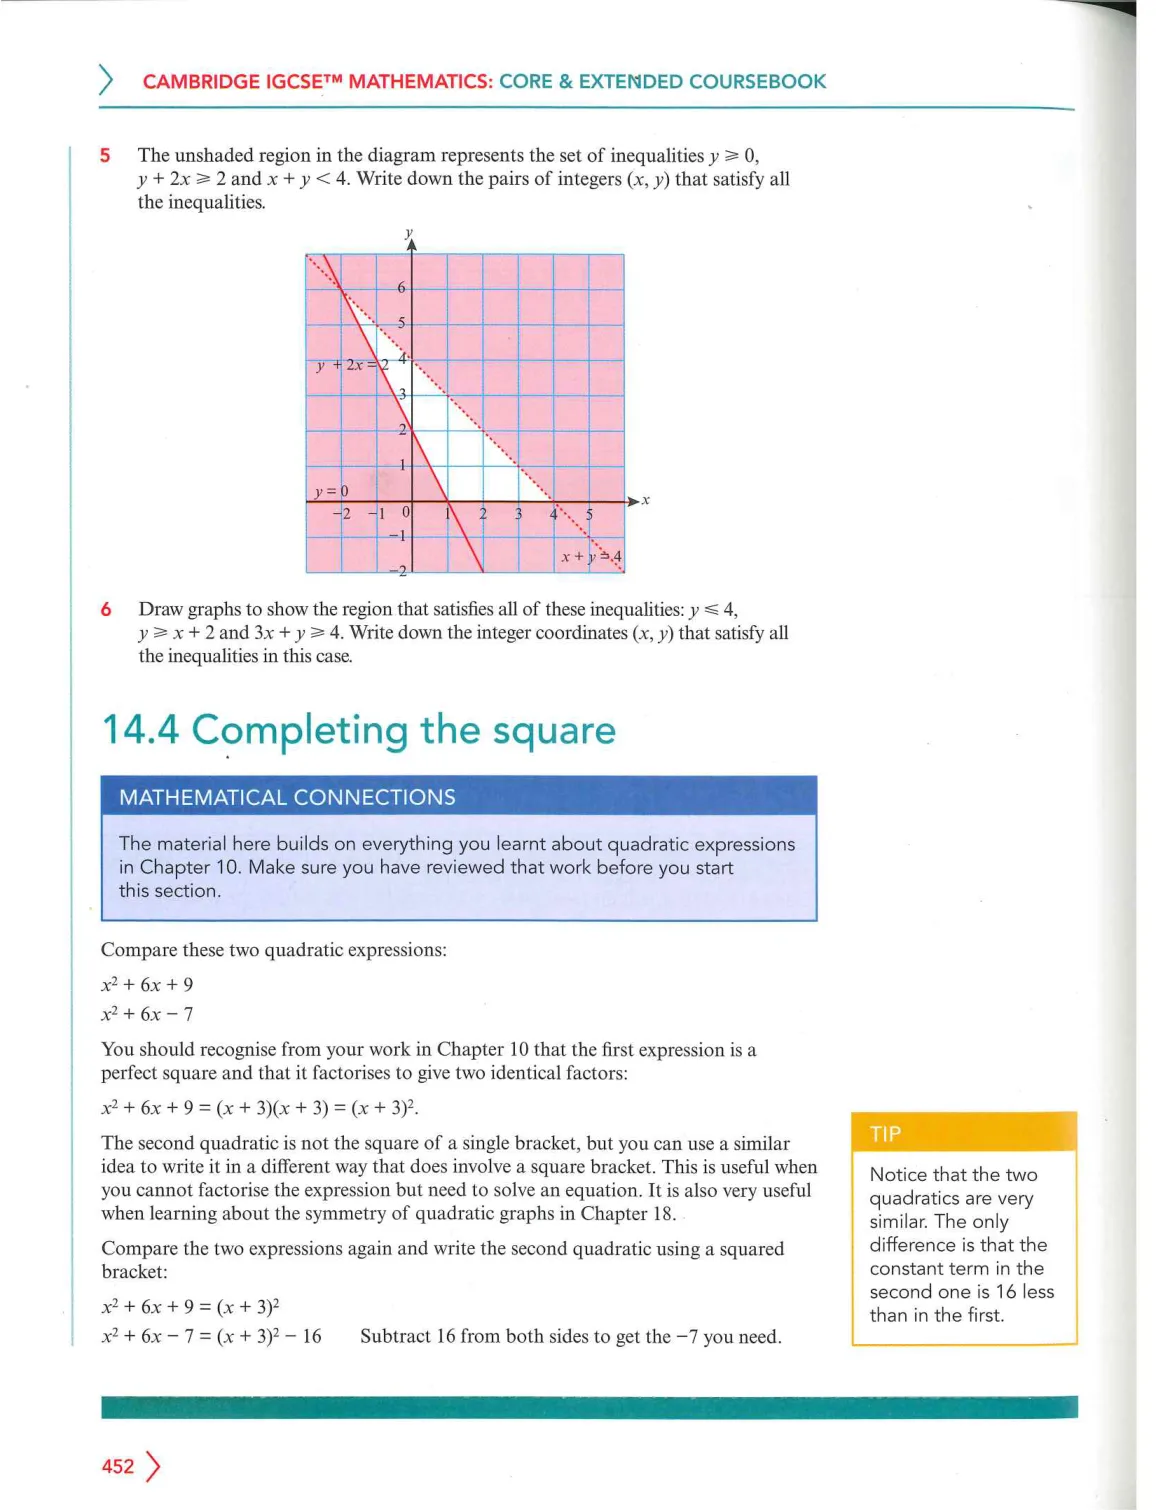 CAMBRIDGE IGCSE™ MATHEMATICS: CORE & EXTENDED COURSEBOOK
5 The unshaded region in the diagram represents the set of inequalities y ⩾ 0,
y + 2x ⩾ 2 and x + y < 4. Write down the pairs of integers (x, y) that satisfy all
the inequalities.
y
6
5
y + 2x = 2 4
3
2
1
y = 0
x
−2 −1 0 1 2 3 4 5
−1
x + y = 4
−2
6 Draw graphs to show the region that satisfies all of these inequalities: y ⩽ 4,
y ⩾ x + 2 and 3x + y ⩾ 4. Write down the integer coordinates (x, y) that satisfy all
the inequalities in this case.
14.4 Completing the square
MATHEMATICAL CONNECTIONS
The material here builds on everything you learnt about quadratic expressions
in Chapter 10. Make sure you have reviewed that work before you start
this section.
Compare these two quadratic expressions:
x² + 6x + 9
x² + 6x − 7
You should recognise from your work in Chapter 10 that the first expression is a
perfect square and that it factorises to give two identical factors:
x² + 6x + 9 = (x + 3)(x + 3) = (x + 3)².
The second quadratic is not the square of a single bracket, but you can use a similar
idea to write it in a different way that does involve a square bracket. This is useful when
you cannot factorise the expression but need to solve an equation. It is also very useful
when learning about the symmetry of quadratic graphs in Chapter 18.
Compare the two expressions again and write the second quadratic using a squared
bracket:
x² + 6x + 9 = (x + 3)²
x² + 6x − 7 = (x + 3)² − 16 Subtract 16 from both sides to get the −7 you need.
TIP
Notice that the two
quadratics are very
similar. The only
difference is that the
constant term in the
second one is 16 less
than in the first.
452